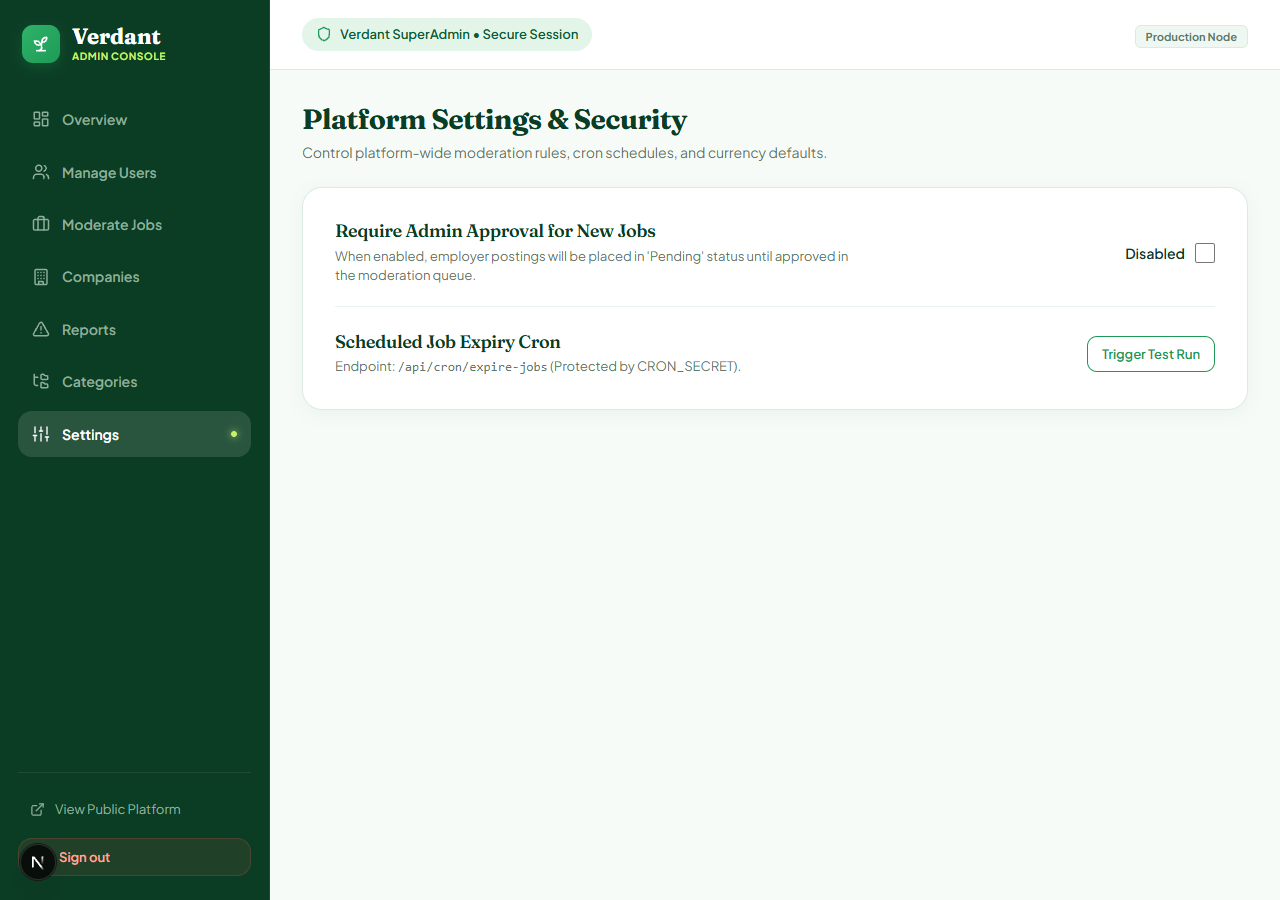 Verdant
ADMIN CONSOLE
Overview
Manage Users
Moderate Jobs
Companies
Reports
Categories
Settings
View Public Platform
Sign out
Verdant SuperAdmin • Secure Session
Production Node
Platform Settings & Security
Control platform-wide moderation rules, cron schedules, and currency defaults.
Require Admin Approval for New Jobs
When enabled, employer postings will be placed in 'Pending' status until approved in
the moderation queue.
Disabled
Scheduled Job Expiry Cron
Endpoint: /api/cron/expire-jobs (Protected by CRON_SECRET).
Trigger Test Run